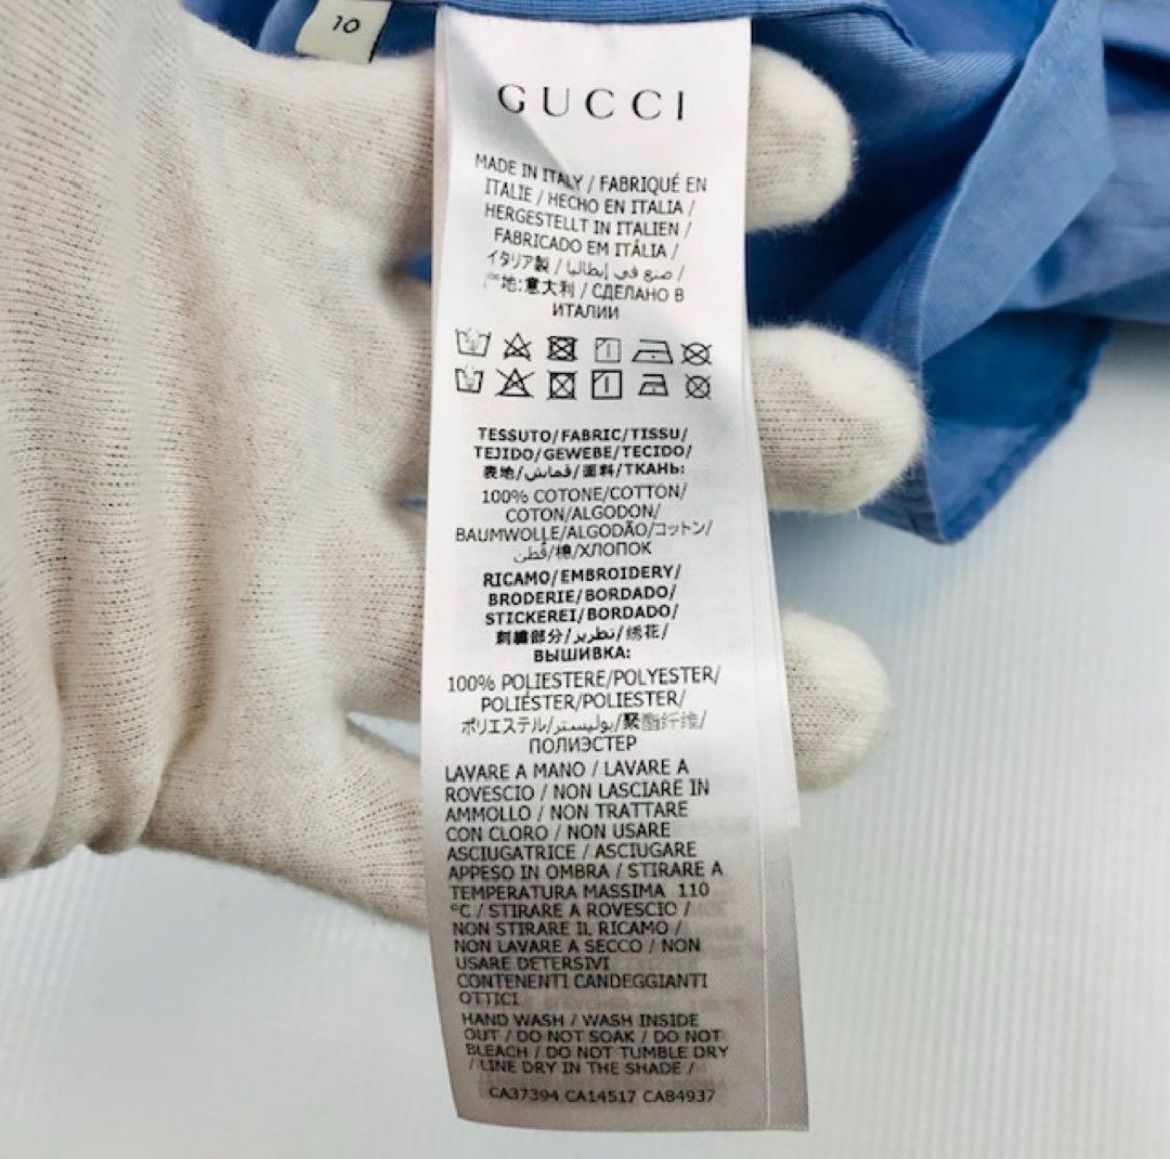 10
GUCCI
MADE IN ITALY / FABRIQUÉ EN
ITALIE / HECHO EN ITALIA /
HERGESTELLT IN ITALIEN /
FABRICADO EM ITÁLIA /
イタリア製 / صنع في إيطاليا /
地:意大利 / СДЕЛАНО В
ИТАЛИИ
TESSUTO/FABRIC/TISSU/
TEJIDO/GEWEBE/TECIDO/
表地/قماش/面料/ТКАНЬ:
100% COTONE/COTTON/
COTON/ALGODON/
BAUMWOLLE/ALGODÃO/コットン/
قطن/棉/ХЛОПОК
RICAMO/EMBROIDERY/
BRODERIE/BORDADO/
STICKEREI/BORDADO/
刺繍部分/تطريز/绣花/
ВЫШИВКА:
100% POLIESTERE/POLYESTER/
POLIÉSTER/POLIESTER/
ポリエステル/بوليستر/聚酯纤维/
ПОЛИЭСТЕР
LAVARE A MANO / LAVARE A
ROVESCIO / NON LASCIARE IN
AMMOLLO / NON TRATTARE
CON CLORO / NON USARE
ASCIUGATRICE / ASCIUGARE
APPESO IN OMBRA / STIRARE A
TEMPERATURA MASSIMA 110
°C / STIRARE A ROVESCIO /
NON STIRARE IL RICAMO /
NON LAVARE A SECCO / NON
USARE DETERSIVI
CONTENENTI CANDEGGIANTI
OTTICI
HAND WASH / WASH INSIDE
OUT / DO NOT SOAK / DO NOT
BLEACH / DO NOT TUMBLE DRY
/ LINE DRY IN THE SHADE /
CA37394 CA14517 CA84937